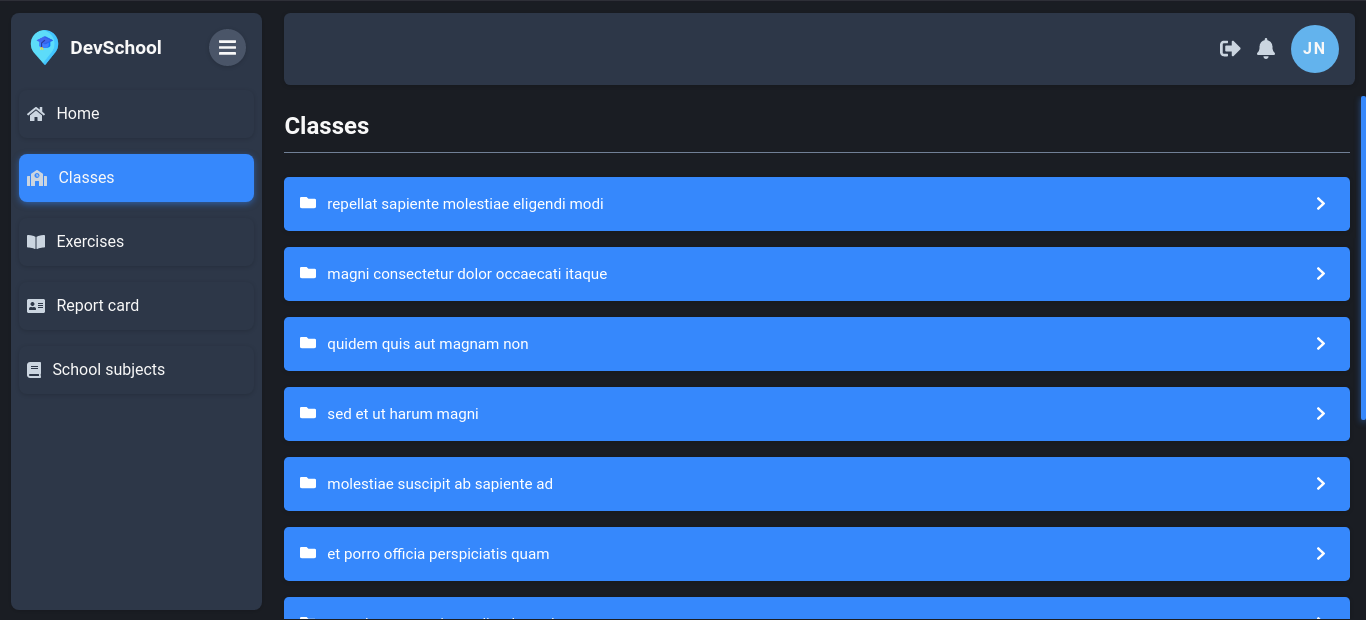 DevSchool
JN
Home
Classes
Exercises
Report card
School subjects
Classes
repellat sapiente molestiae eligendi modi
magni consectetur dolor occaecati itaque
quidem quis aut magnam non
sed et ut harum magni
molestiae suscipit ab sapiente ad
et porro officia perspiciatis quam